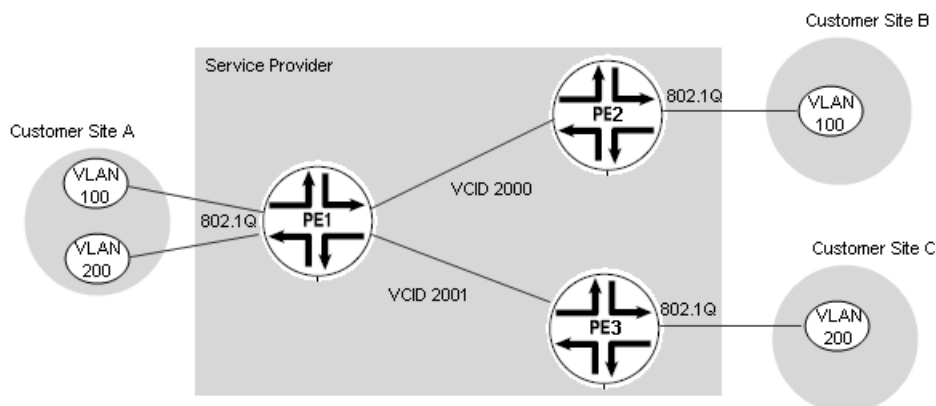 Customer Site B
Service Provider
802.1Q
VLAN
100
PE2
Customer Site A
VLAN
100
VCID 2000
802.1Q
PE1
VLAN
200
Customer Site C
VCID 2001
802.1Q
VLAN
200
PE3